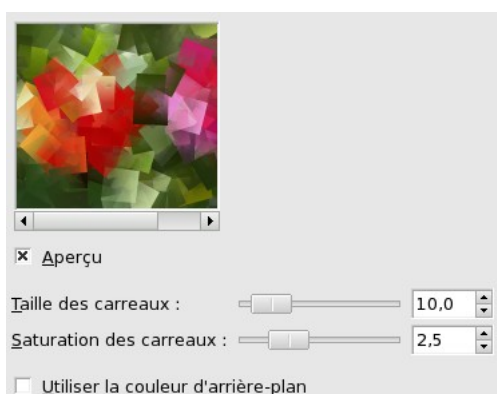 Aperçu
Taille des carreaux : 10,0
Saturation des carreaux : 2,5
Utiliser la couleur d'arrière-plan